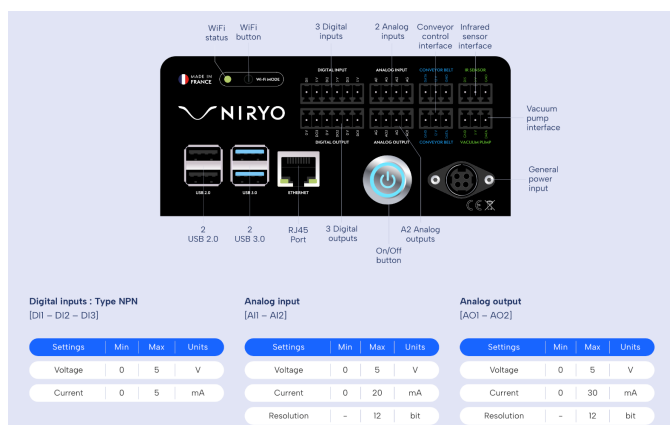 WiFi status
WiFi button
3 Digital inputs
2 Analog inputs
Conveyor control interface
Infrared sensor interface
MADE IN FRANCE
Wi-Fi MODE
DIGITAL INPUT
ANALOG INPUT
CONVEYOR BELT
IR SENSOR
NIRYO
DIGITAL OUTPUT
ANALOG OUTPUT
CONVEYOR BELT
VACUUM PUMP
Vacuum pump interface
USB 2.0
USB 3.0
ETHERNET
General power input
CE
2 USB 2.0
2 USB 3.0
RJ45 Port
3 Digital outputs
A2 Analog outputs
On/Off button
Digital inputs : Type NPN
[DI1 – DI2 – DI3]
Settings Min Max Units
Voltage 0 5 V
Current 0 5 mA
Analog input
[AI1 – AI2]
Settings Min Max Units
Voltage 0 5 V
Current 0 20 mA
Resolution - 12 bit
Analog output
[AO1 – AO2]
Settings Min Max Units
Voltage 0 5 V
Current 0 30 mA
Resolution - 12 bit